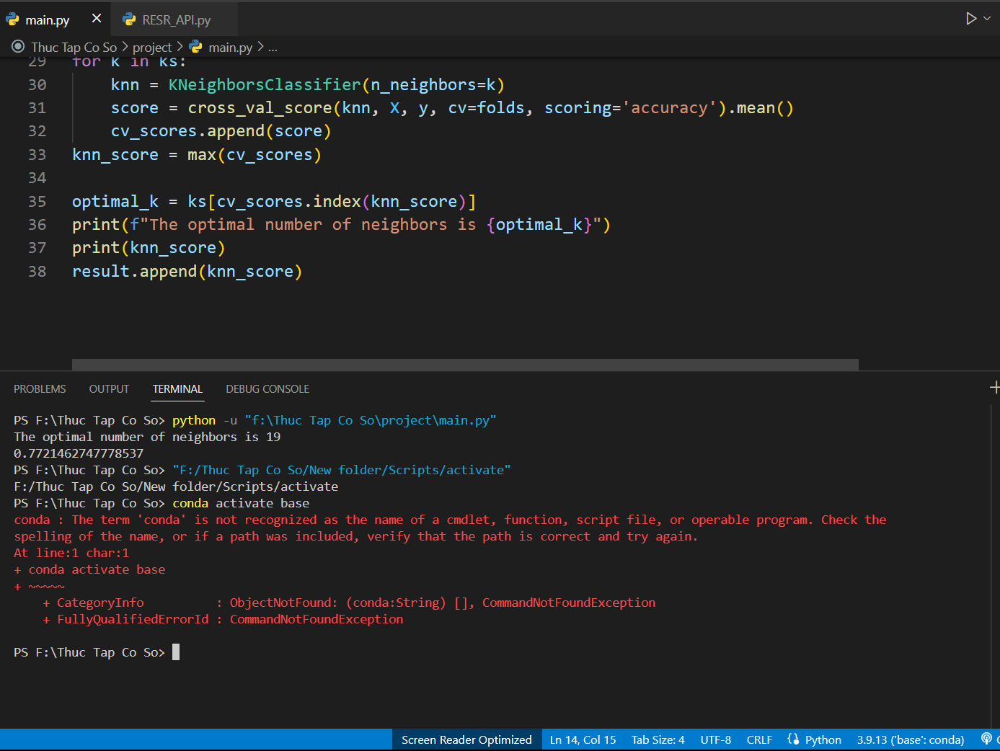 main.py
RESR_API.py
Thuc Tap Co So > project > main.py > ...
29 for k in ks:
30 knn = KNeighborsClassifier(n_neighbors=k)
31 score = cross_val_score(knn, X, y, cv=folds, scoring='accuracy').mean()
32 cv_scores.append(score)
33 knn_score = max(cv_scores)
34
35 optimal_k = ks[cv_scores.index(knn_score)]
36 print(f"The optimal number of neighbors is {optimal_k}")
37 print(knn_score)
38 result.append(knn_score)
PROBLEMS OUTPUT TERMINAL DEBUG CONSOLE
PS F:\Thuc Tap Co So> python -u "f:\Thuc Tap Co So\project\main.py"
The optimal number of neighbors is 19
0.7721462747778537
PS F:\Thuc Tap Co So> "F:/Thuc Tap Co So/New folder/Scripts/activate"
F:/Thuc Tap Co So/New folder/Scripts/activate
PS F:\Thuc Tap Co So> conda activate base
conda : The term 'conda' is not recognized as the name of a cmdlet, function, script file, or operable program. Check the
spelling of the name, or if a path was included, verify that the path is correct and try again.
At line:1 char:1
+ conda activate base
+ ~~~~~
+ CategoryInfo : ObjectNotFound: (conda:String) [], CommandNotFoundException
+ FullyQualifiedErrorId : CommandNotFoundException
PS F:\Thuc Tap Co So>
Screen Reader Optimized Ln 14, Col 15 Tab Size: 4 UTF-8 CRLF Python 3.9.13 ('base': conda)